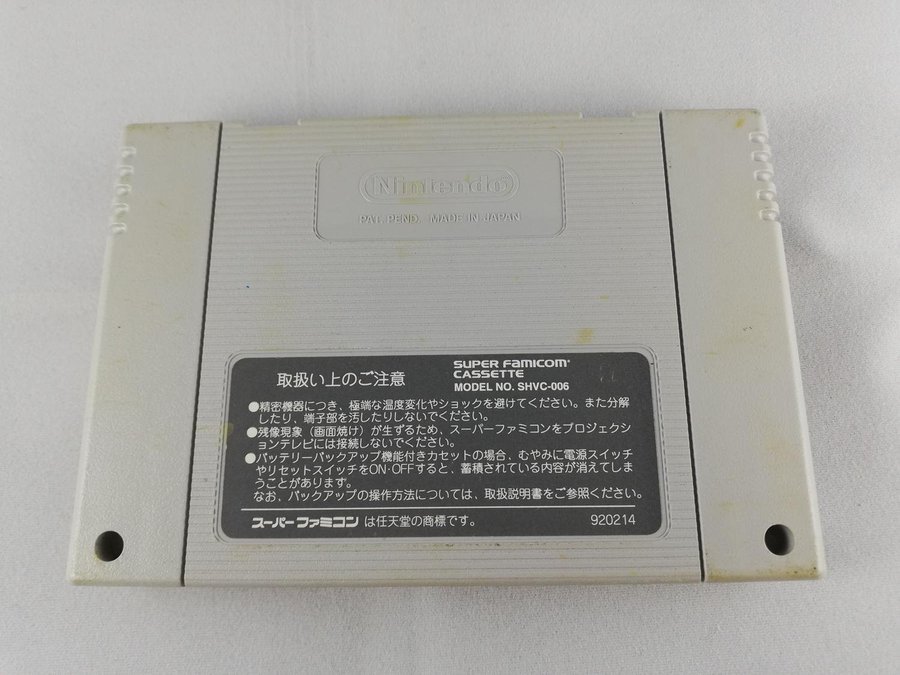 Nintendo
PAT. PEND. MADE IN JAPAN
取扱い上のご注意
SUPER FAMICOM
CASSETTE
MODEL NO. SHVC-006
●精密機器につき、極端な温度変化やショックを避けてください。また分解
したり、端子部を汚したりしないでください。
●残像現象（画面焼け）が生ずるため、スーパーファミコンをプロジェクシ
ョンテレビには接続しないでください。
●バッテリーバックアップ機能付きカセットの場合、むやみに電源スイッチ
やリセットスイッチをON・OFFすると、蓄積されている内容が消えてしま
うことがあります。
なお、バックアップの操作方法については、取扱説明書をご参照ください。
スーパーファミコン は任天堂の商標です。 920214